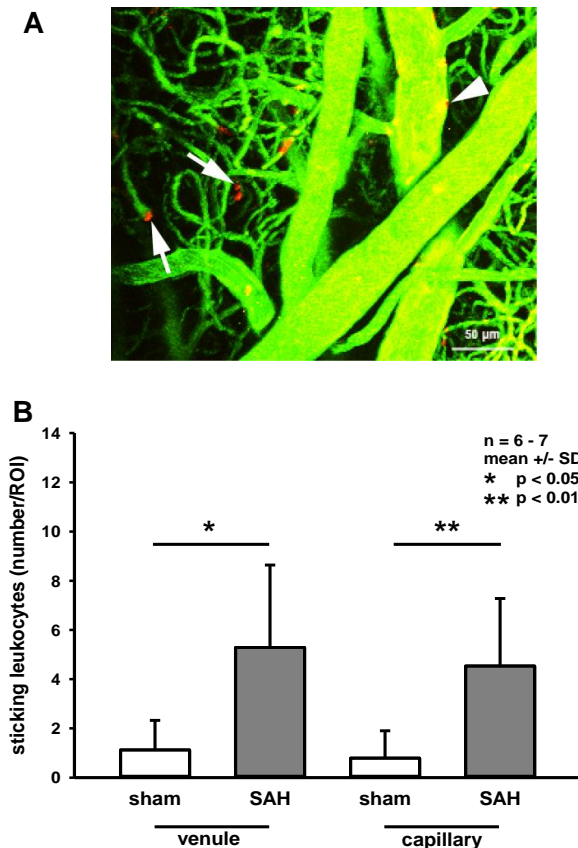 A
50 µm
B
14
12
10
8
6
4
2
0
sticking leukocytes (number/ROI)
n = 6 - 7
mean +/- SD
* p < 0.05
** p < 0.01
*
**
sham SAH sham SAH
venule capillary